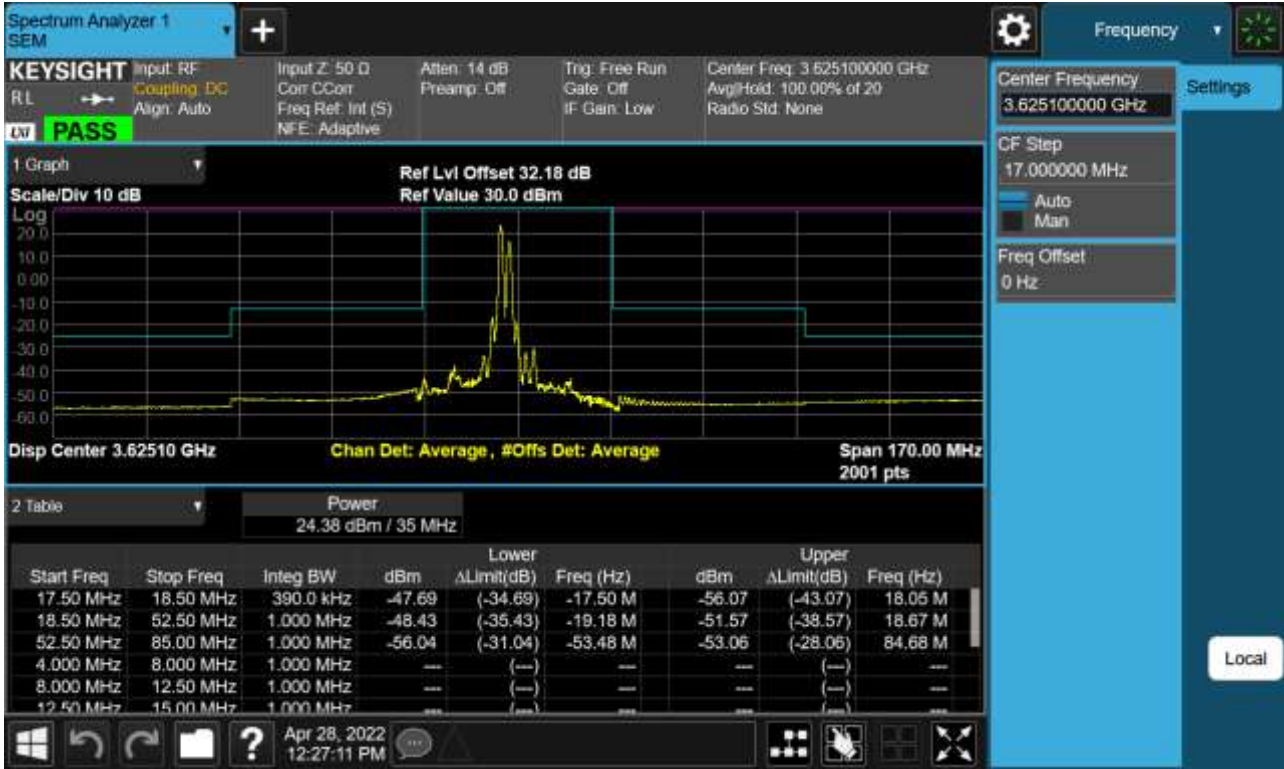 Spectrum Analyzer 1
SEM
Frequency
KEYSIGHT
RL
LXI
PASS
Input: RF
Coupling: DC
Align: Auto
Input Z: 50 Ω
Corr CCorr
Freq Ref: Int (S)
NFE: Adaptive
Atten: 14 dB
Preamp: Off
Trig: Free Run
Gate: Off
IF Gain: Low
Center Freq: 3.625100000 GHz
Avg|Hold: 100.00% of 20
Radio Std: None
Center Frequency
3.625100000 GHz
Settings
CF Step
17.000000 MHz
Auto
Man
Freq Offset
0 Hz
Local
1 Graph
Scale/Div 10 dB
Ref Lvl Offset 32.18 dB
Ref Value 30.0 dBm
Log
20.0
10.0
0.00
-10.0
-20.0
-30.0
-40.0
-50.0
-60.0
Disp Center 3.62510 GHz
Chan Det: Average , #Offs Det: Average
Span 170.00 MHz
2001 pts
2 Table
Power
24.38 dBm / 35 MHz
Lower Upper
Start Freq Stop Freq Integ BW dBm ΔLimit(dB) Freq (Hz) dBm ΔLimit(dB) Freq (Hz)
17.50 MHz 18.50 MHz 390.0 kHz -47.69 (-34.69) -17.50 M -56.07 (-43.07) 18.05 M
18.50 MHz 52.50 MHz 1.000 MHz -48.43 (-35.43) -19.18 M -51.57 (-38.57) 18.67 M
52.50 MHz 85.00 MHz 1.000 MHz -56.04 (-31.04) -53.48 M -53.06 (-28.06) 84.68 M
4.000 MHz 8.000 MHz 1.000 MHz --- (---) --- --- (---) ---
8.000 MHz 12.50 MHz 1.000 MHz --- (---) --- --- (---) ---
12.50 MHz 15.00 MHz 1.000 MHz --- (---) --- --- (---) ---
Apr 28, 2022
12:27:11 PM